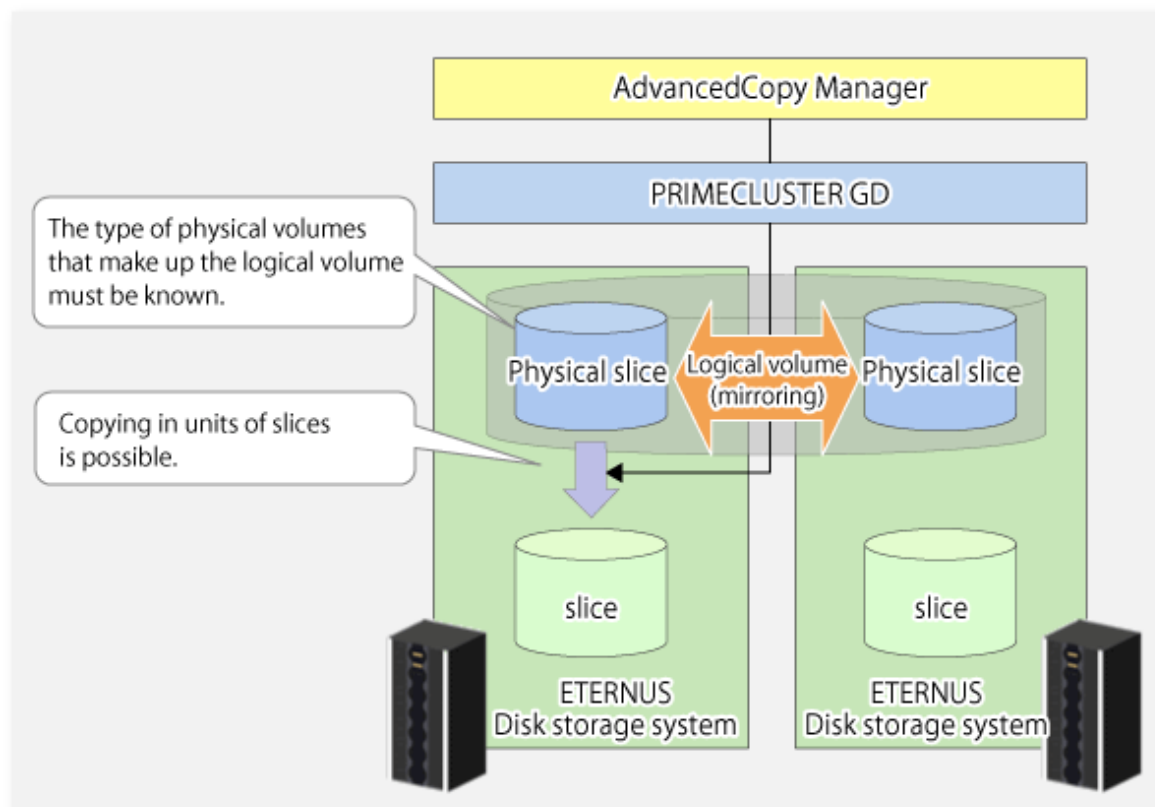 AdvancedCopy Manager
PRIMECLUSTER GD
The type of physical volumes
that make up the logical volume
must be known.
Physical slice
Logical volume
(mirroring)
Physical slice
Copying in units of slices
is possible.
slice
slice
ETERNUS
Disk storage system
ETERNUS
Disk storage system